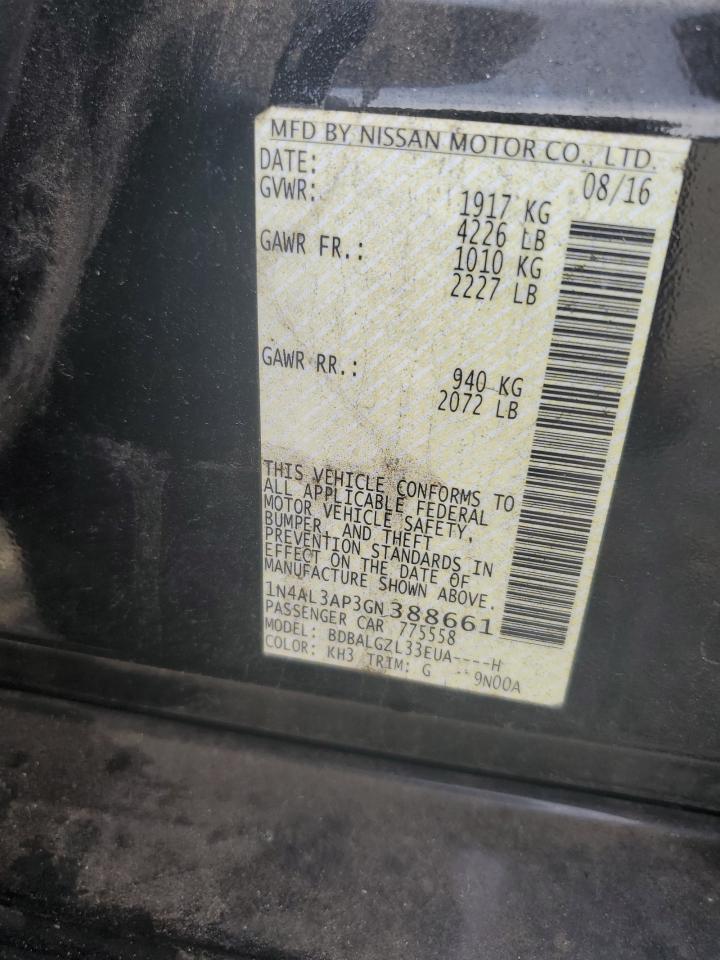 MFD BY NISSAN MOTOR CO., LTD.
DATE: 08/16
GVWR: 1917 KG
4226 LB
GAWR FR.: 1010 KG
2227 LB
GAWR RR.: 940 KG
2072 LB
THIS VEHICLE CONFORMS TO
ALL APPLICABLE FEDERAL
MOTOR VEHICLE SAFETY,
BUMPER, AND THEFT
PREVENTION STANDARDS IN
EFFECT ON THE DATE OF
MANUFACTURE SHOWN ABOVE.
1N4AL3AP3GN388661
PASSENGER CAR 775558
MODEL: BDBALGZL33EUA----H
COLOR: KH3 TRIM: G 9N00A